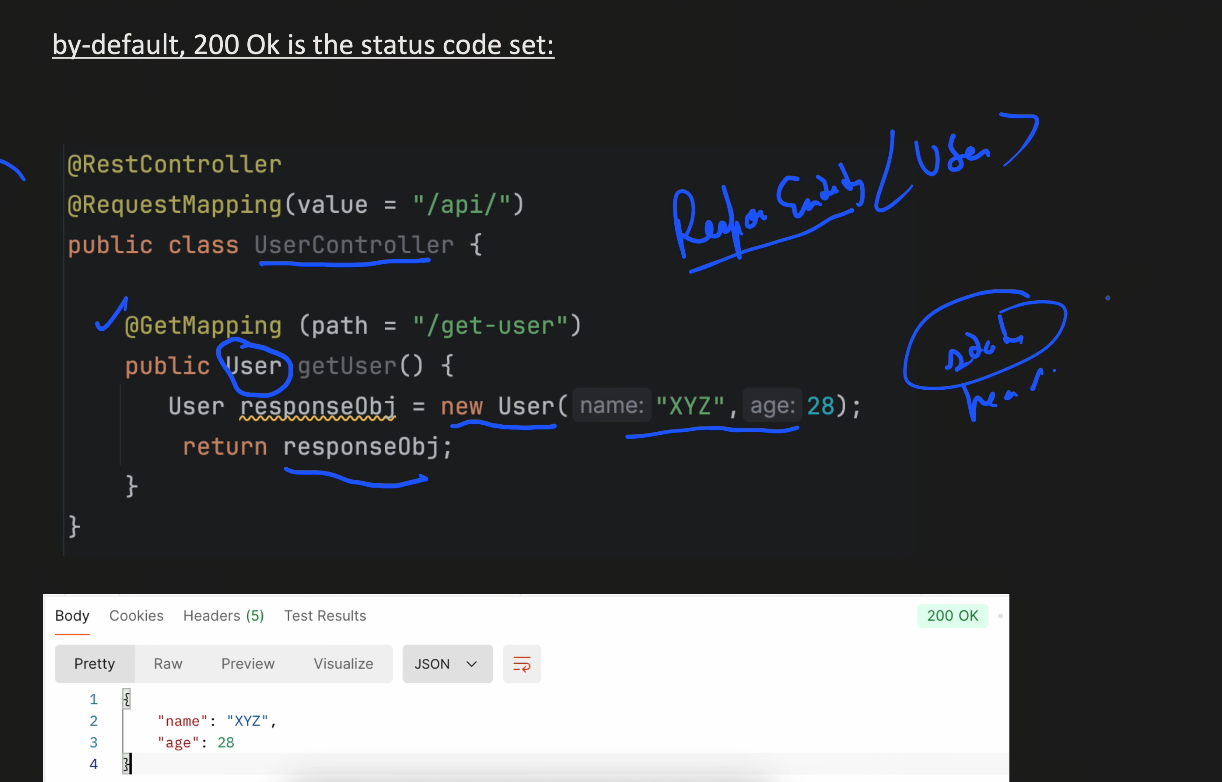 by-default, 200 Ok is the status code set:
@RestController
@RequestMapping(value = "/api/")
public class UserController {
@GetMapping (path = "/get-user")
public User getUser() {
User responseObj = new User( name: "XYZ", age: 28);
return responseObj;
}
}
User
Body Cookies Headers (5) Test Results 200 OK
Pretty Raw Preview Visualize JSON
1 {
2 "name": "XYZ",
3 "age": 28
4 }